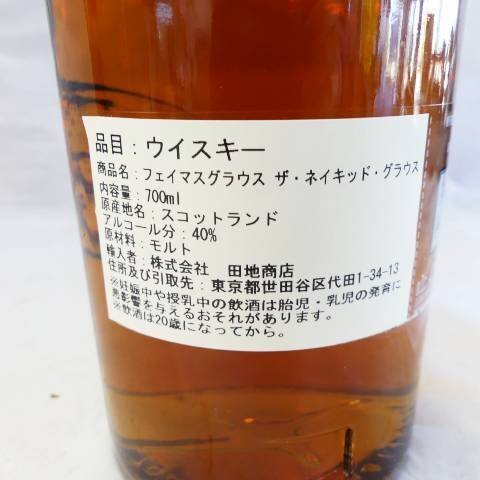 品目：ウイスキー
商品名：フェイマスグラウス ザ・ネイキッド・グラウス
内容量：700ml
原産地名：スコットランド
アルコール分：40%
原材料：モルト
輸入者：株式会社 田地商店
住所及び引取先：東京都世田谷区代田1-34-13
※妊娠中や授乳中の飲酒は胎児・乳児の発育に
悪影響を与えるおそれがあります。
※飲酒は20歳になってから。